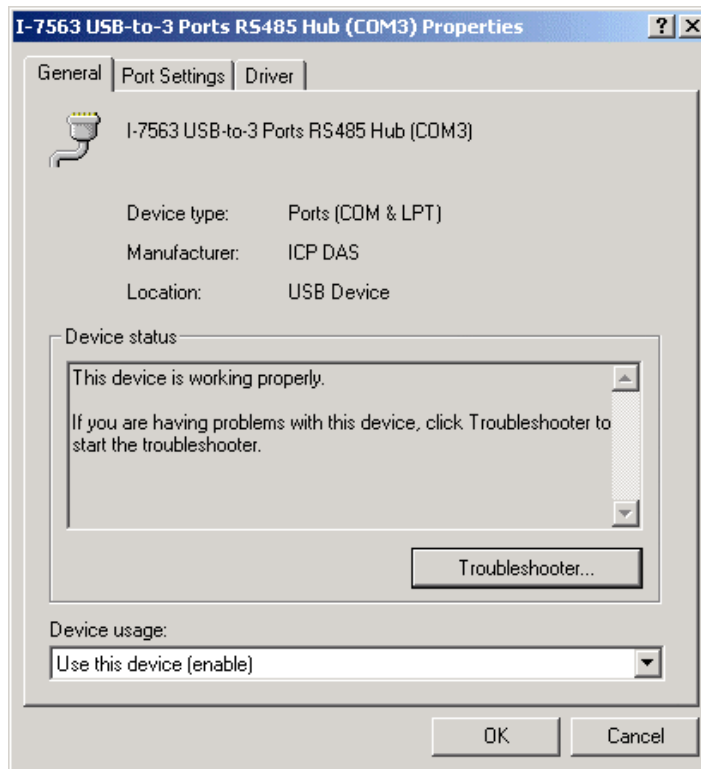 I-7563 USB-to-3 Ports RS485 Hub (COM3) Properties
General Port Settings Driver
I-7563 USB-to-3 Ports RS485 Hub (COM3)
Device type: Ports (COM & LPT)
Manufacturer: ICP DAS
Location: USB Device
Device status
This device is working properly.
If you are having problems with this device, click Troubleshooter to
start the troubleshooter.
Troubleshooter...
Device usage:
Use this device (enable)
OK Cancel